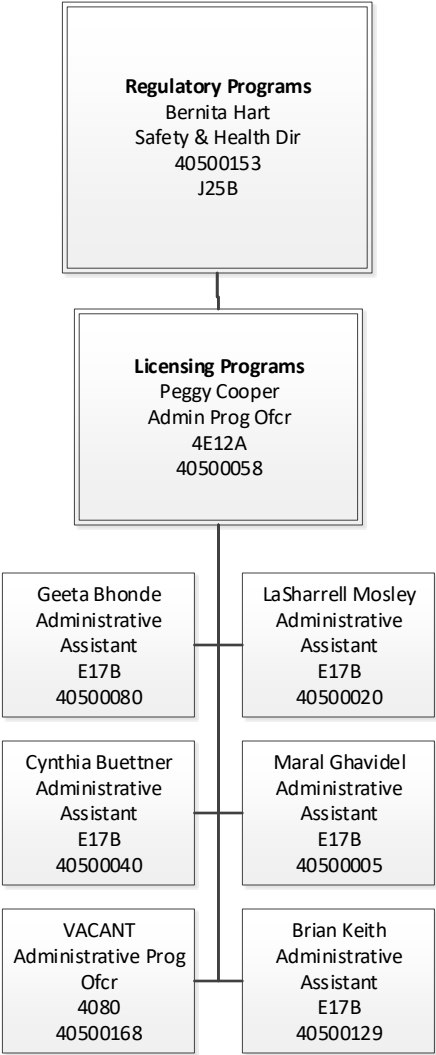 Regulatory Programs
Bernita Hart
Safety & Health Dir
40500153
J25B
Licensing Programs
Peggy Cooper
Admin Prog Ofcr
4E12A
40500058
Geeta Bhonde
Administrative
Assistant
E17B
40500080
LaSharrell Mosley
Administrative
Assistant
E17B
40500020
Cynthia Buettner
Administrative
Assistant
E17B
40500040
Maral Ghavidel
Administrative
Assistant
E17B
40500005
VACANT
Administrative Prog
Ofcr
4080
40500168
Brian Keith
Administrative
Assistant
E17B
40500129